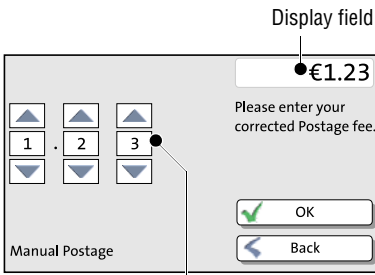 Display field
€1.23
Please enter your
corrected Postage fee.
1 . 2 3
OK
Manual Postage
Back